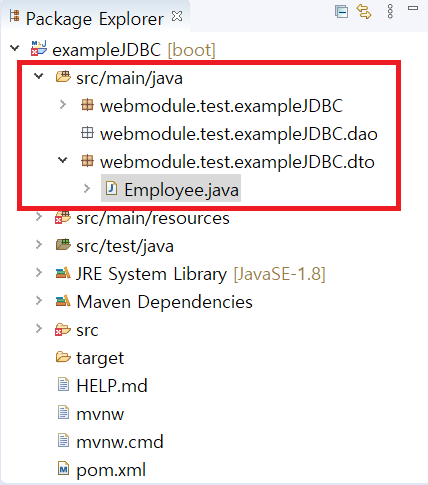 Package Explorer
exampleJDBC [boot]
src/main/java
webmodule.test.exampleJDBC
webmodule.test.exampleJDBC.dao
webmodule.test.exampleJDBC.dto
Employee.java
src/main/resources
src/test/java
JRE System Library [JavaSE-1.8]
Maven Dependencies
src
target
HELP.md
mvnw
mvnw.cmd
pom.xml